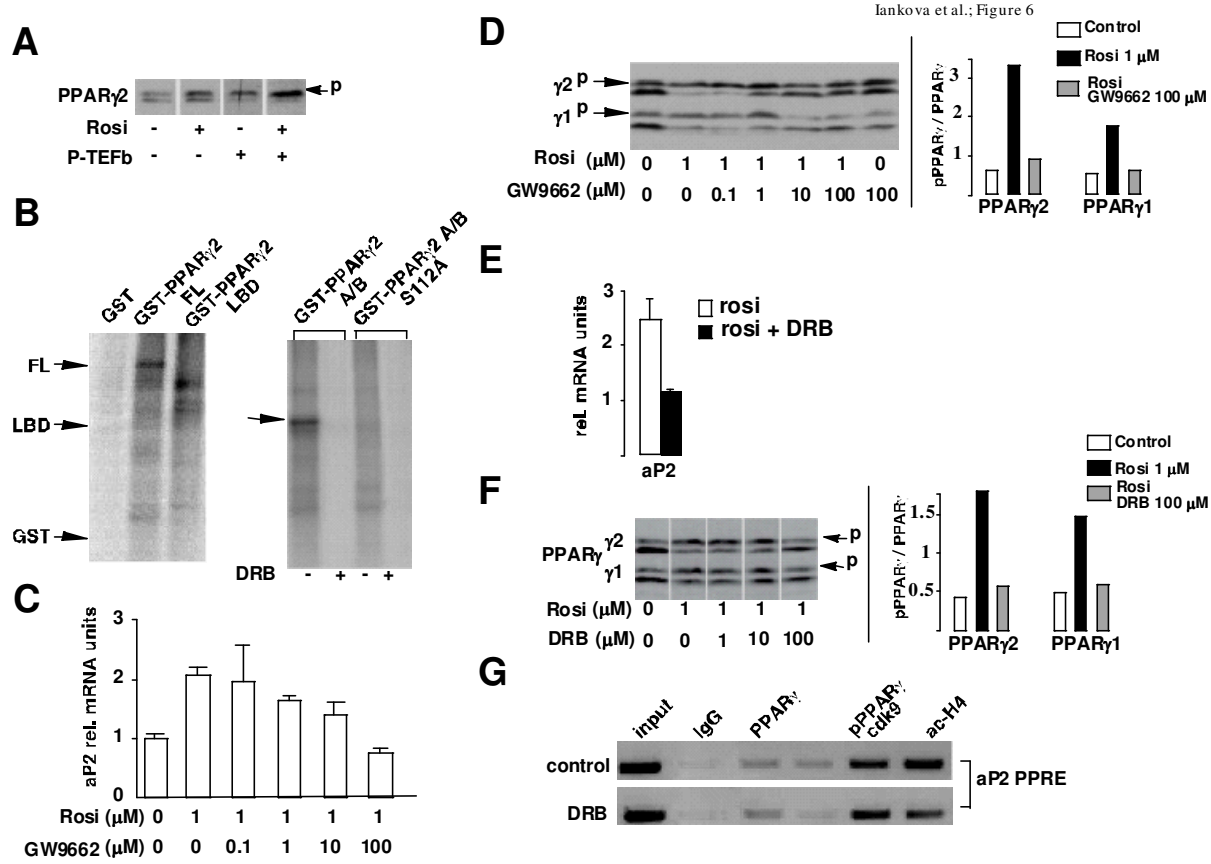 Iankova et al.; Figure 6
A
PPARγ2
p
Rosi - + - +
P-TEFb - - + +
B
GST
GST-PPARγ2 FL
GST-PPARγ2 LBD
FL
LBD
GST
GST-PPARγ2 A/B
GST-PPARγ2 A/B S112A
DRB - + - +
C
aP2 rel. mRNA units
3
2
1
0
Rosi (μM) 0 1 1 1 1 1
GW9662 (μM) 0 0 0.1 1 10 100
D
γ2 p
γ1 p
Rosi (μM) 0 1 1 1 1 1 0
GW9662 (μM) 0 0 0.1 1 10 100 100
pPPARγ / PPARγ
3
2
1
PPARγ2 PPARγ1
Control
Rosi 1 μM
Rosi
GW9662 100 μM
E
rel. mRNA units
3
2
1
aP2
rosi
rosi + DRB
F
PPARγ
γ2
γ1
p
p
Rosi (μM) 0 1 1 1 1
DRB (μM) 0 0 1 10 100
pPPARγ / PPARγ
1.5
1
0.5
PPARγ2 PPARγ1
Control
Rosi 1 μM
Rosi
DRB 100 μM
G
input IgG PPARγ pPPARγ cdk9 ac-H4
control
DRB
aP2 PPRE